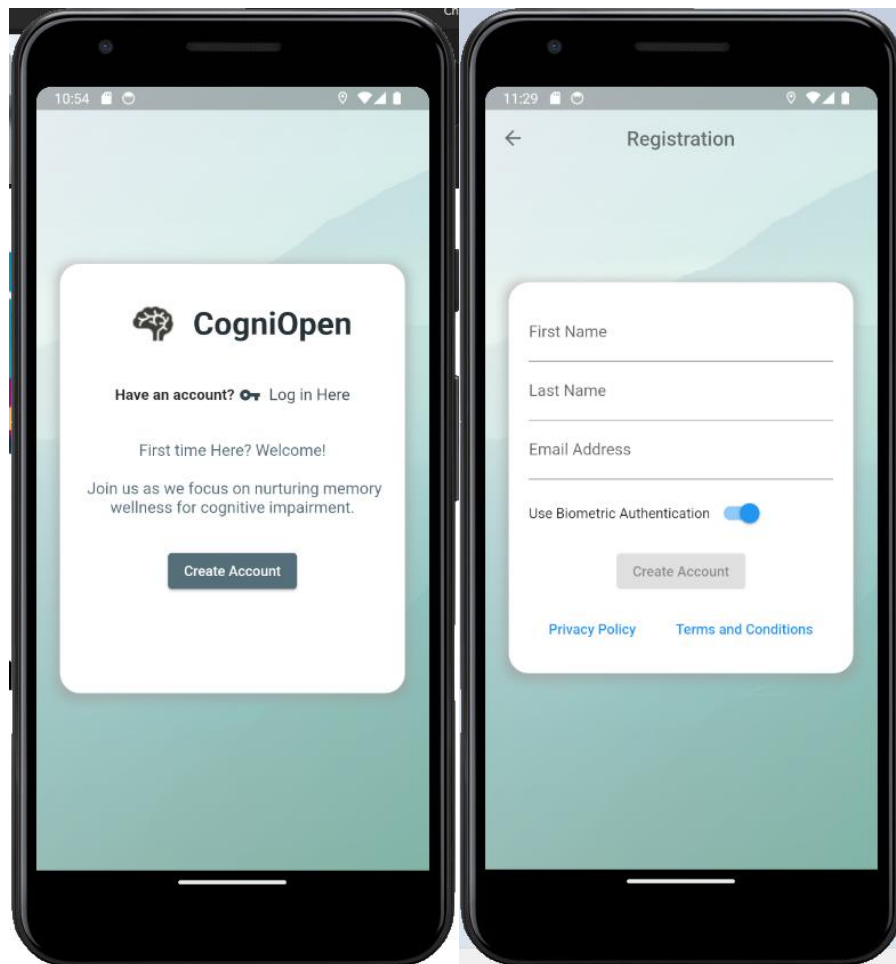 10:54
CogniOpen
Have an account? Log in Here
First time Here? Welcome!
Join us as we focus on nurturing memory
wellness for cognitive impairment.
Create Account
11:29
Registration
First Name
Last Name
Email Address
Use Biometric Authentication
Create Account
Privacy Policy Terms and Conditions